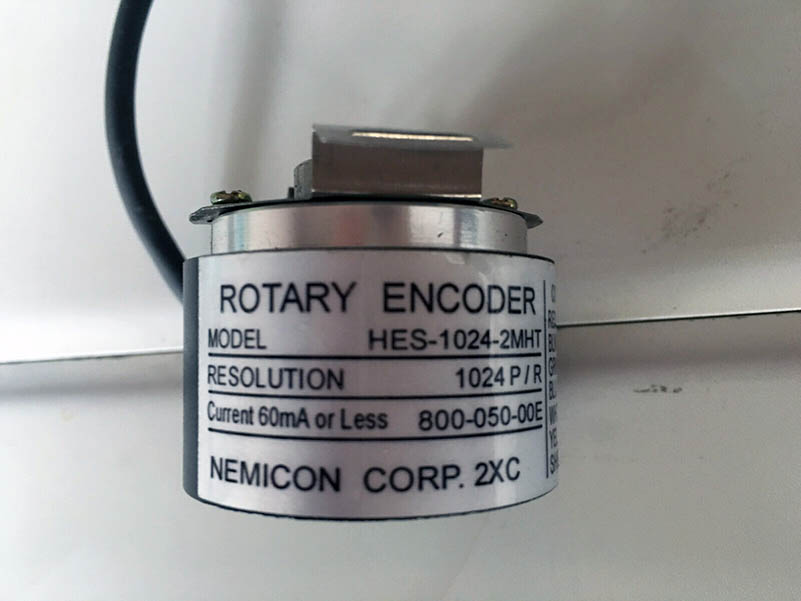 ROTARY ENCODER
MODEL HES-1024-2MHT
RESOLUTION 1024 P / R
Current 60mA or Less 800-050-00E
NEMICON CORP. 2XC